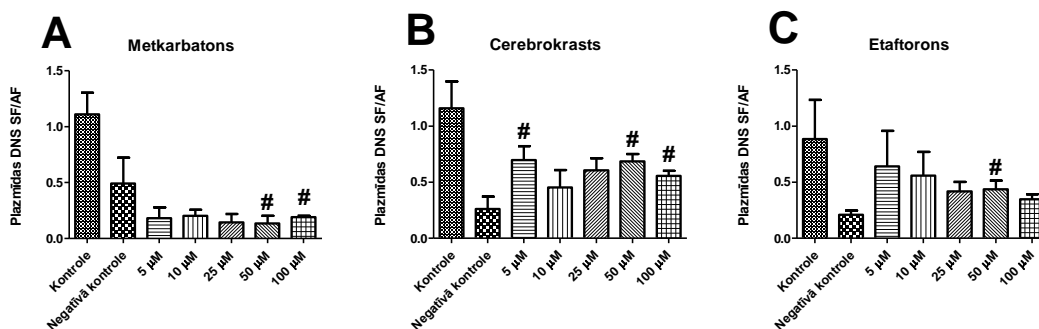 A
Metkarbatons
Plazmīdas DNS SF/AF
1.5
1.0
0.5
0.0
# #
Kontrole
Negatīvā kontrole
5 µM
10 µM
25 µM
50 µM
100 µM
B
Cerebrokrasts
Plazmīdas DNS SF/AF
1.5
1.0
0.5
0.0
# # #
Kontrole
Negatīvā kontrole
5 µM
10 µM
25 µM
50 µM
100 µM
C
Etaftorons
Plazmīdas DNS SF/AF
1.5
1.0
0.5
0.0
#
Kontrole
Negatīvā kontrole
5 µM
10 µM
25 µM
50 µM
100 µM